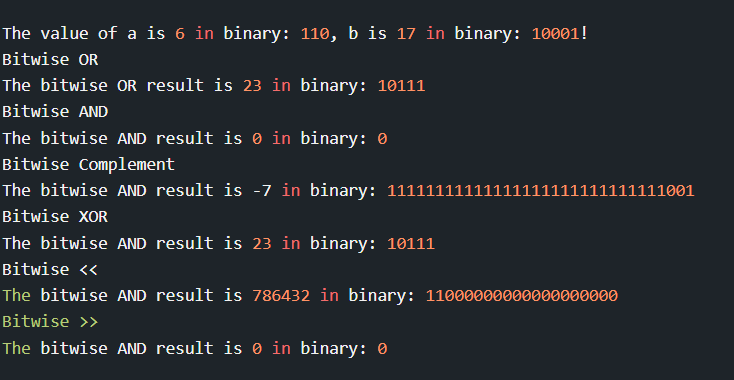 The value of a is 6 in binary: 110, b is 17 in binary: 10001!
Bitwise OR
The bitwise OR result is 23 in binary: 10111
Bitwise AND
The bitwise AND result is 0 in binary: 0
Bitwise Complement
The bitwise AND result is -7 in binary: 11111111111111111111111111111001
Bitwise XOR
The bitwise AND result is 23 in binary: 10111
Bitwise <<
The bitwise AND result is 786432 in binary: 11000000000000000000
Bitwise >>
The bitwise AND result is 0 in binary: 0